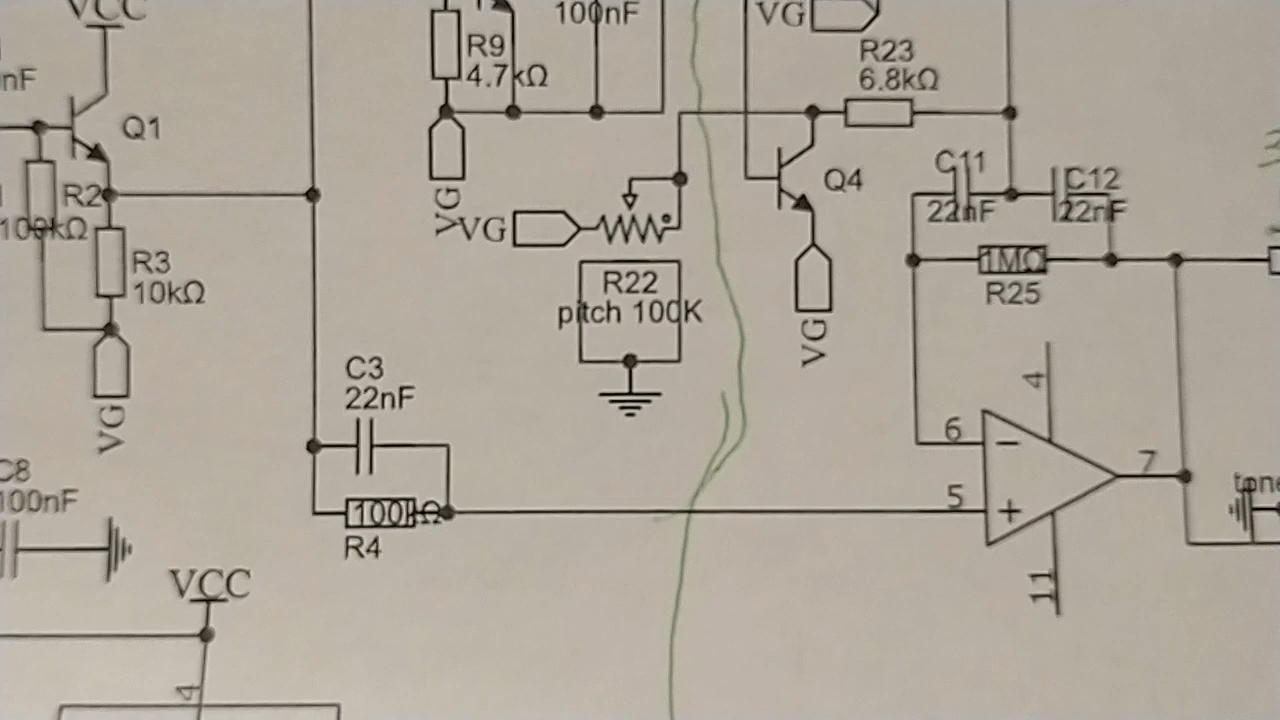 VCC
100nF
VG
nF
R9
4.7kΩ
R23
6.8kΩ
Q1
R2
100kΩ
VG
VG
R3
10kΩ
Q4
C11
22nF
C12
22nF
1MΩ
R25
R22
pitch 100K
VG
VG
C3
22nF
4
6
7
5
11
C8
100nF
100kΩ
R4
VCC
4